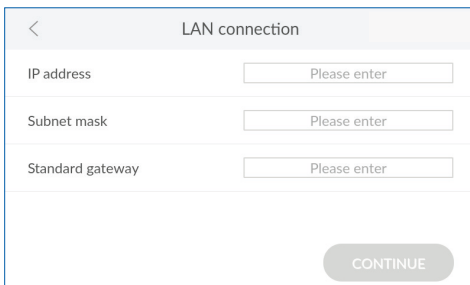 LAN connection
IP address Please enter
Subnet mask Please enter
Standard gateway Please enter
CONTINUE